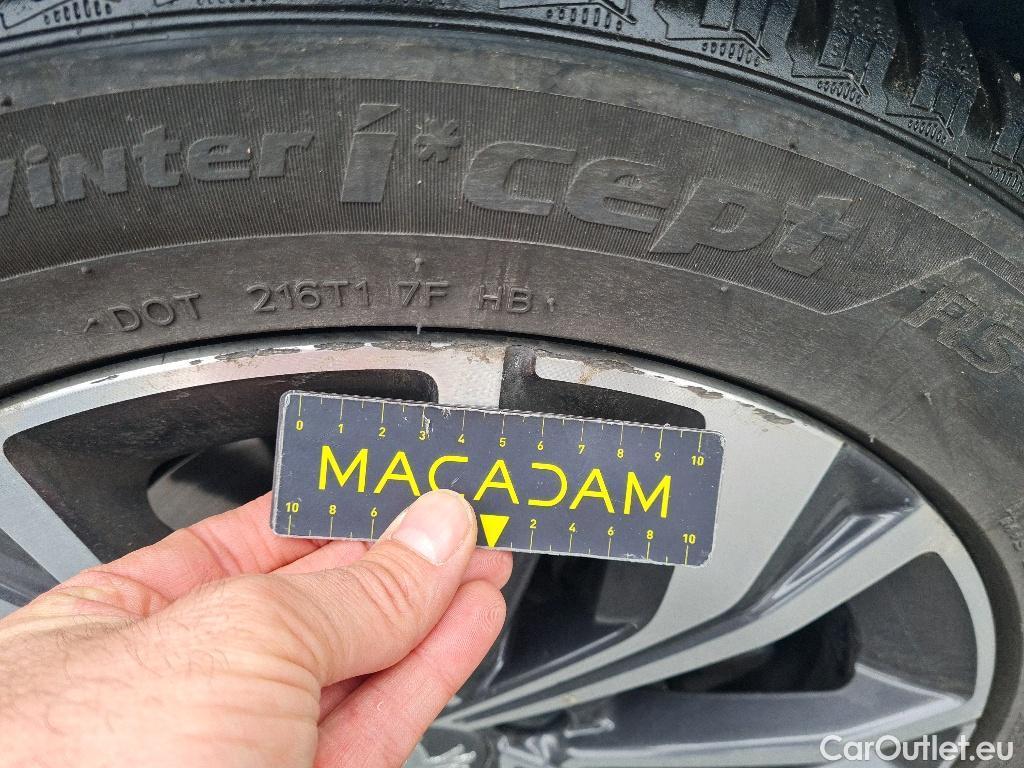 Winter i*cept RS
DOT 216T1 7F HB
0 1 2 3 4 5 6 7 8 9 10
MACADAM
10 8 6 2 4 6 8 10
CarOutlet.eu